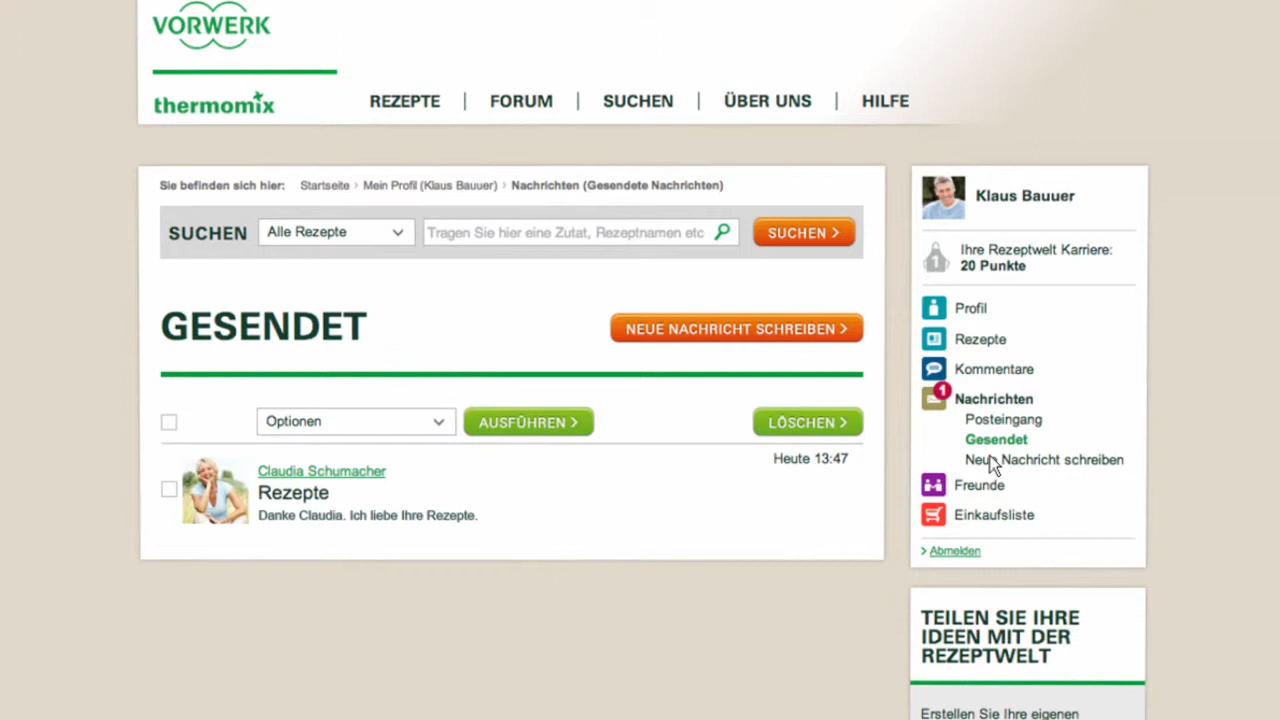 VORWERK
thermomix
REZEPTE | FORUM | SUCHEN | ÜBER UNS | HILFE
Sie befinden sich hier: Startseite › Mein Profil (Klaus Bauuer) › Nachrichten (Gesendete Nachrichten)
SUCHEN Alle Rezepte Tragen Sie hier eine Zutat, Rezeptnamen etc SUCHEN >
GESENDET
NEUE NACHRICHT SCHREIBEN >
Optionen AUSFÜHREN > LÖSCHEN >
Heute 13:47
Claudia Schumacher
Rezepte
Danke Claudia. Ich liebe Ihre Rezepte.
Klaus Bauuer
1
Ihre Rezeptwelt Karriere:
20 Punkte
Profil
Rezepte
Kommentare
1
Nachrichten
Posteingang
Gesendet
Neue Nachricht schreiben
Freunde
Einkaufsliste
> Abmelden
TEILEN SIE IHRE
IDEEN MIT DER
REZEPTWELT
Erstellen Sie Ihre eigenen